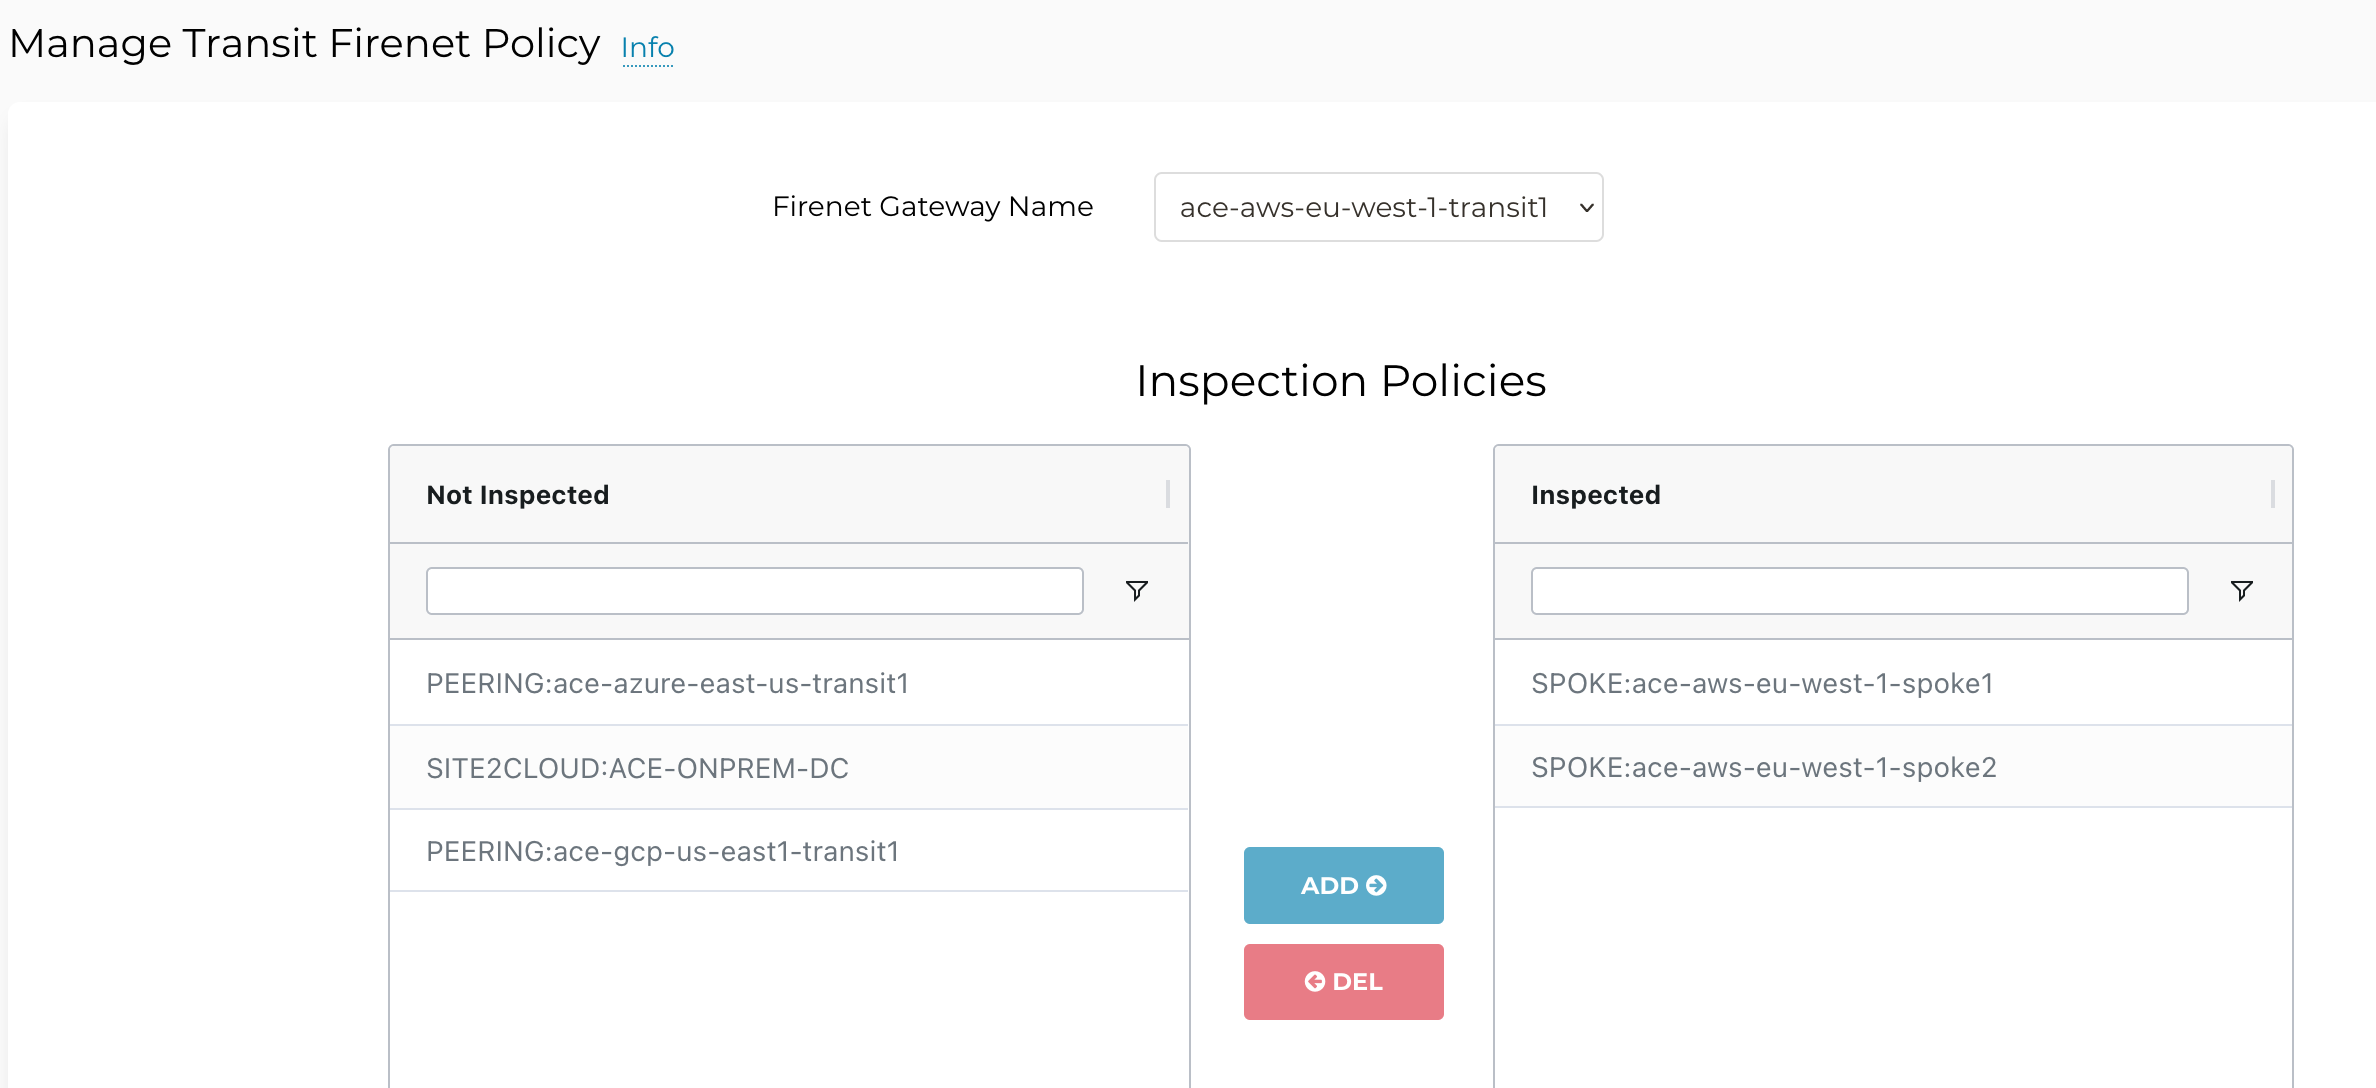 Manage Transit Firenet Policy Info
Firenet Gateway Name
ace-aws-eu-west-1-transit1
Inspection Policies
Not Inspected
PEERING:ace-azure-east-us-transit1
SITE2CLOUD:ACE-ONPREM-DC
PEERING:ace-gcp-us-east1-transit1
ADD
DEL
Inspected
SPOKE:ace-aws-eu-west-1-spoke1
SPOKE:ace-aws-eu-west-1-spoke2